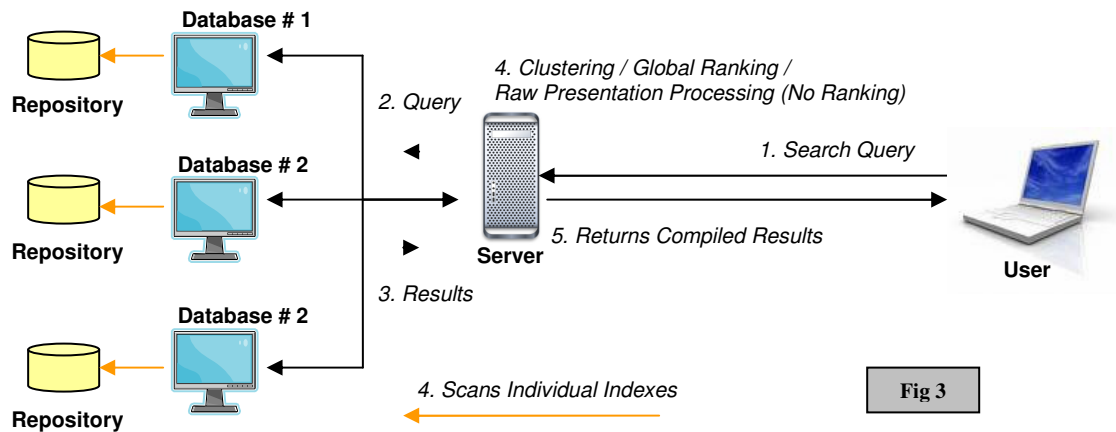 Database # 1
Repository
2. Query
4. Clustering / Global Ranking /
Raw Presentation Processing (No Ranking)
1. Search Query
Database # 2
Repository
Server
5. Returns Compiled Results
User
3. Results
Database # 2
Repository
4. Scans Individual Indexes
Fig 3